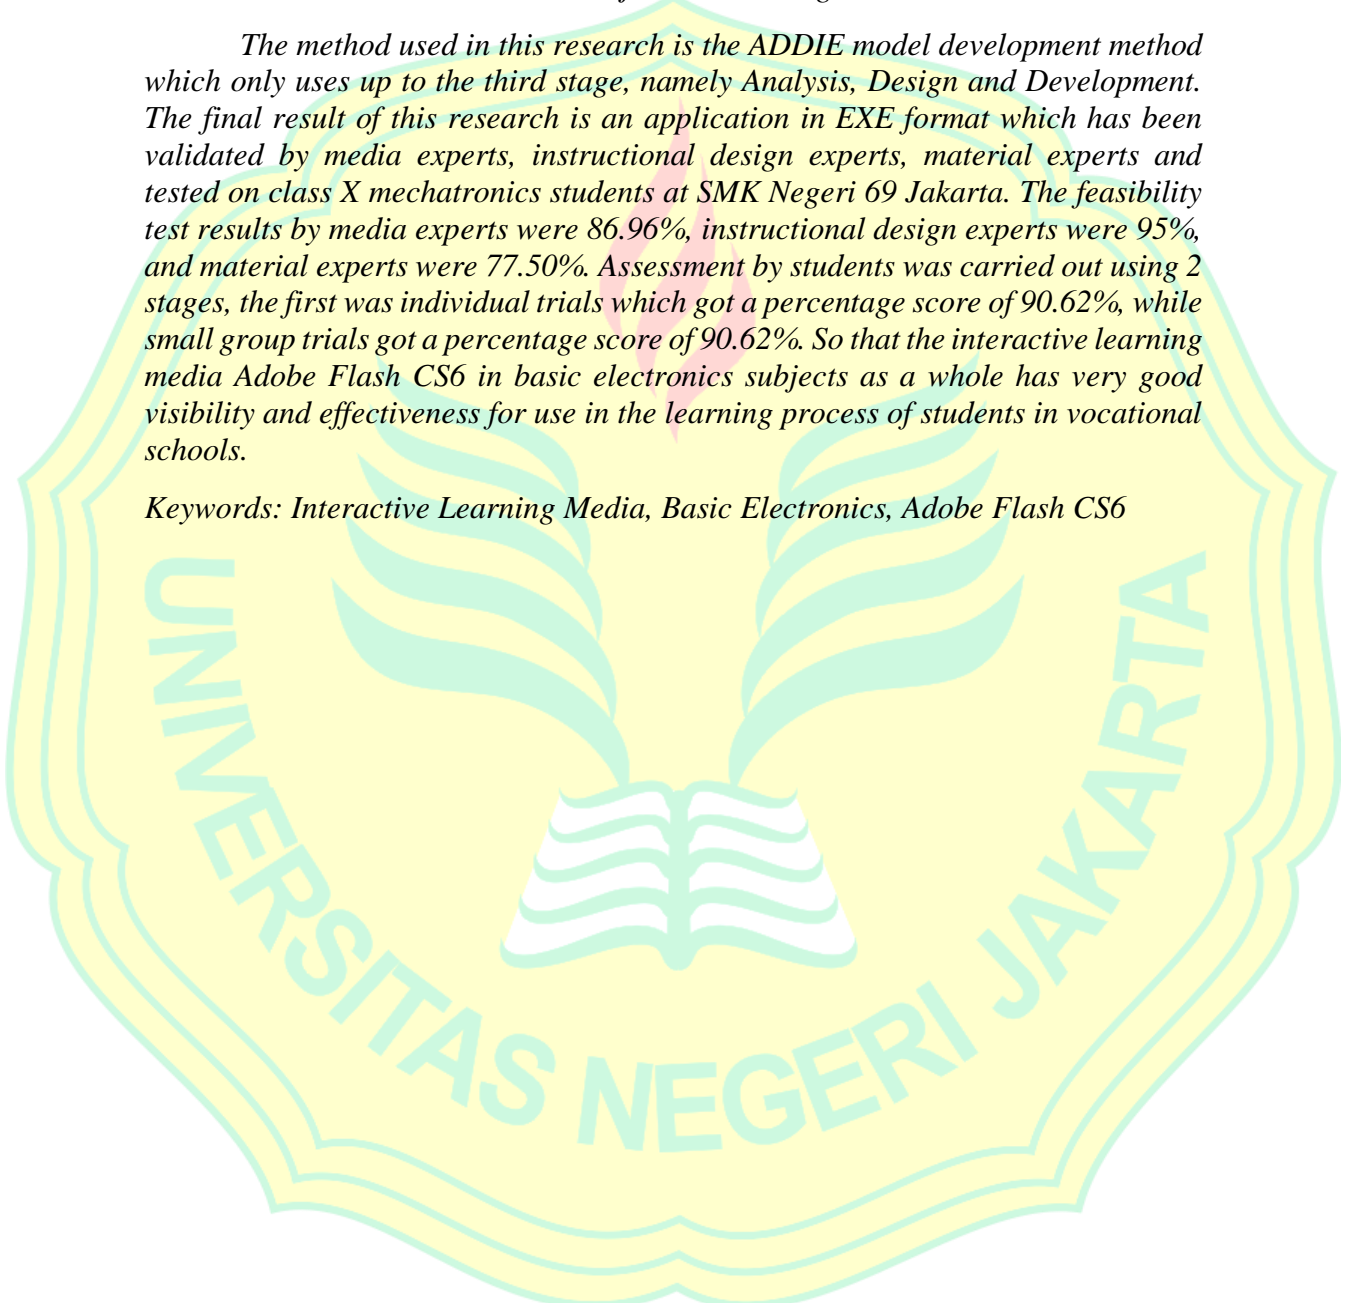 The method used in this research is the ADDIE model development method
which only uses up to the third stage, namely Analysis, Design and Development.
The final result of this research is an application in EXE format which has been
validated by media experts, instructional design experts, material experts and
tested on class X mechatronics students at SMK Negeri 69 Jakarta. The feasibility
test results by media experts were 86.96%, instructional design experts were 95%,
and material experts were 77.50%. Assessment by students was carried out using 2
stages, the first was individual trials which got a percentage score of 90.62%, while
small group trials got a percentage score of 90.62%. So that the interactive learning
media Adobe Flash CS6 in basic electronics subjects as a whole has very good
visibility and effectiveness for use in the learning process of students in vocational
schools.
Keywords: Interactive Learning Media, Basic Electronics, Adobe Flash CS6
UNIVERSITAS NEGERI JAKARTA